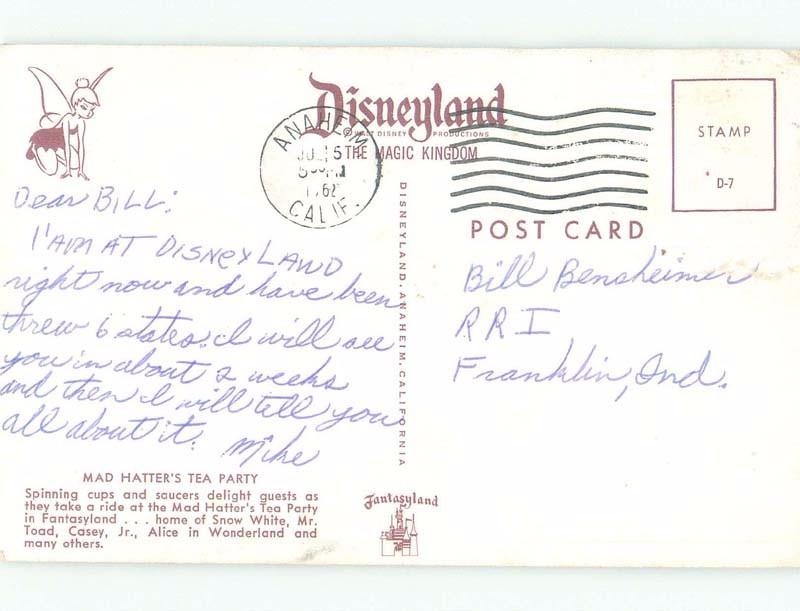 Disneyland
© WALT DISNEY PRODUCTIONS
THE MAGIC KINGDOM
ANAHEIM
CALIF.
STAMP
D-7
POST CARD
Dear BILL:
I'AM AT DISNEYLAND
right now and have been
threw 6 states. I will see
you in about 2 weeks
and then I will tell you
all about it.
Mike
DISNEYLAND, ANAHEIM, CALIFORNIA
Bill Bensheimer
RR I
Franklin, Ind.
MAD HATTER'S TEA PARTY
Spinning cups and saucers delight guests as
they take a ride at the Mad Hatter's Tea Party
in Fantasyland . . . home of Snow White, Mr.
Toad, Casey, Jr., Alice in Wonderland and
many others.
Fantasyland